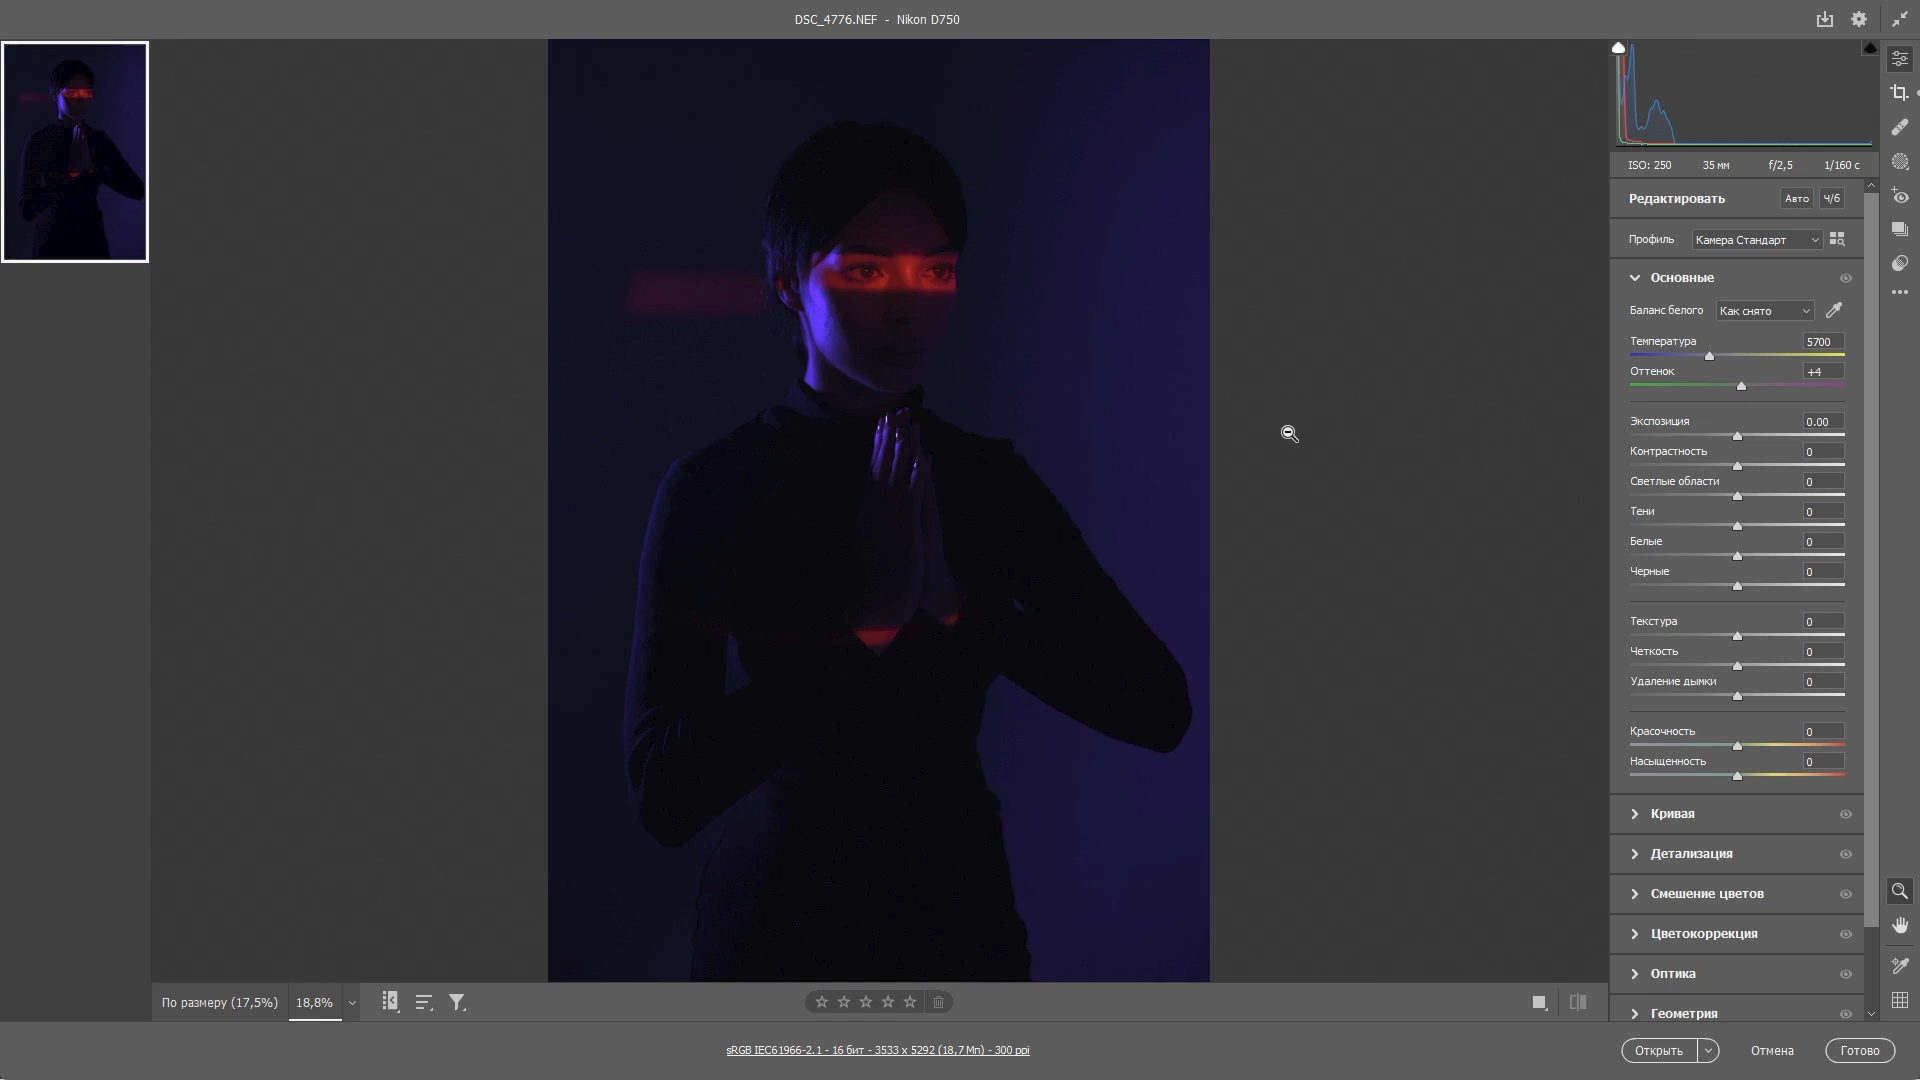 DSC_4776.NEF - Nikon D750
ISO: 250 35 мм f/2,5 1/160 с
Редактировать Авто Ч/б
Профиль Камера Стандарт
Основные
Баланс белого Как снято
Температура 5700
Оттенок +4
Экспозиция 0.00
Контрастность 0
Светлые области 0
Тени 0
Белые 0
Черные 0
Текстура 0
Четкость 0
Удаление дымки 0
Красочность 0
Насыщенность 0
Кривая
Детализация
Смешение цветов
Цветокоррекция
Оптика
Геометрия
По размеру (17,5%) 18,8%
sRGB IEC61966-2.1 - 16 бит - 3533 x 5292 (18,7 Мп) - 300 ppi
Открыть Отмена Готово